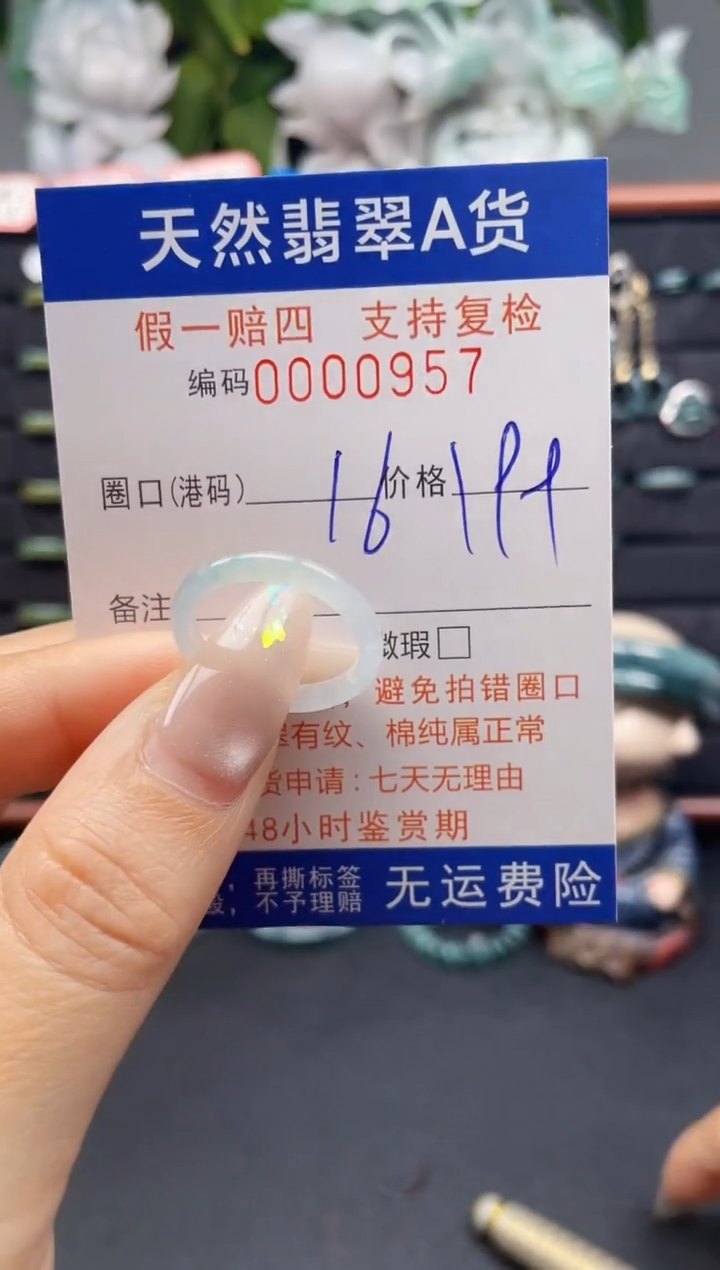 天然翡翠A货
假一赔四 支持复检
编码0000957
圈口(港码) 16 价格 199
备注
微瑕□
避免拍错圈口
有纹、棉纯属正常
货申请：七天无理由
48小时鉴赏期
，再撕标签
，不予理赔
无运费险